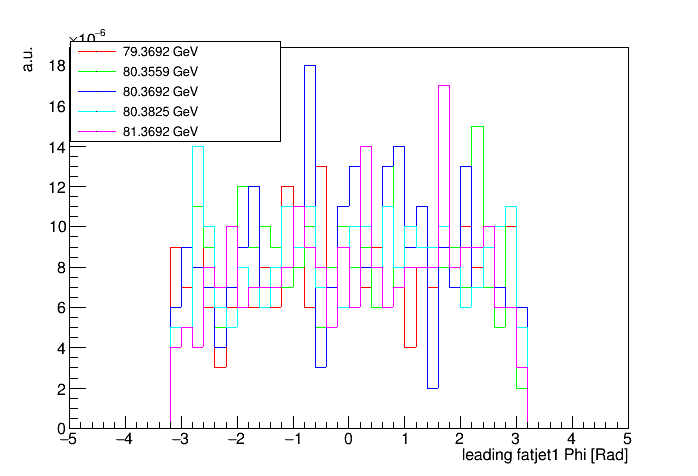 ×10−6
a.u.
79.3692 GeV
80.3559 GeV
80.3692 GeV
80.3825 GeV
81.3692 GeV
18
16
14
12
10
8
6
4
2
0
−5 −4 −3 −2 −1 0 1 2 3 4 5
leading fatjet1 Phi [Rad]